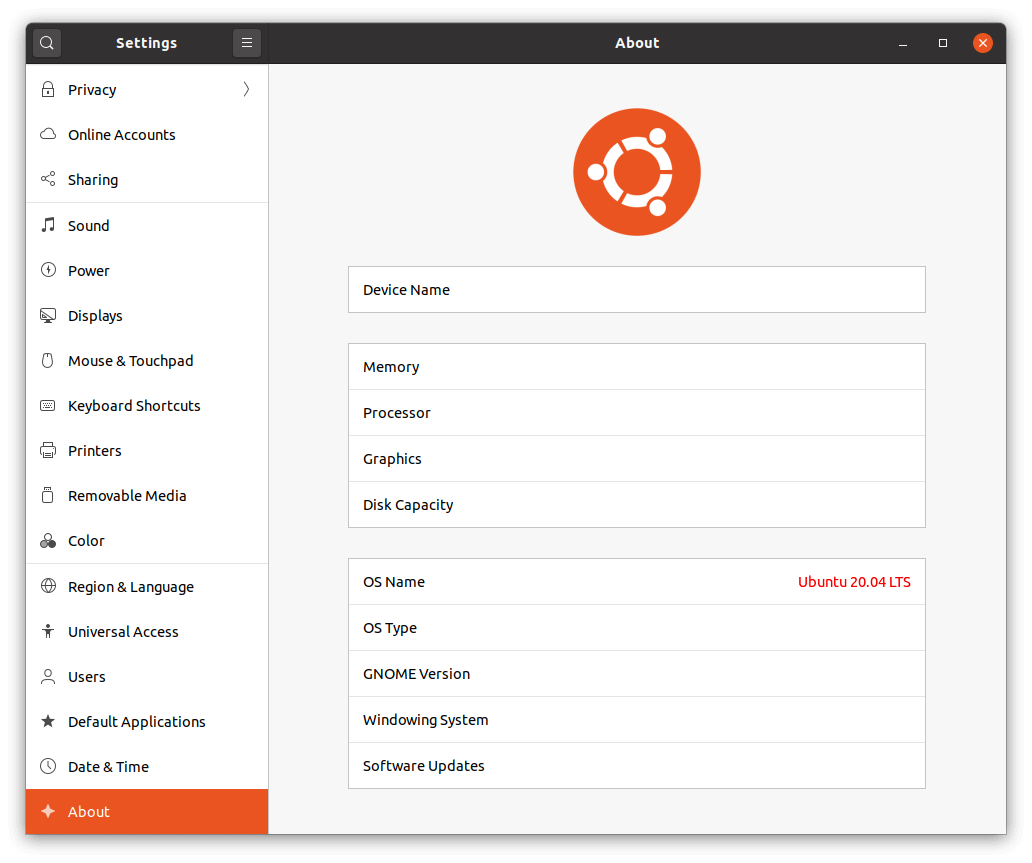 Settings
About
Privacy
Online Accounts
Sharing
Sound
Power
Displays
Mouse & Touchpad
Keyboard Shortcuts
Printers
Removable Media
Color
Region & Language
Universal Access
Users
Default Applications
Date & Time
About
Device Name
Memory
Processor
Graphics
Disk Capacity
OS Name Ubuntu 20.04 LTS
OS Type
GNOME Version
Windowing System
Software Updates